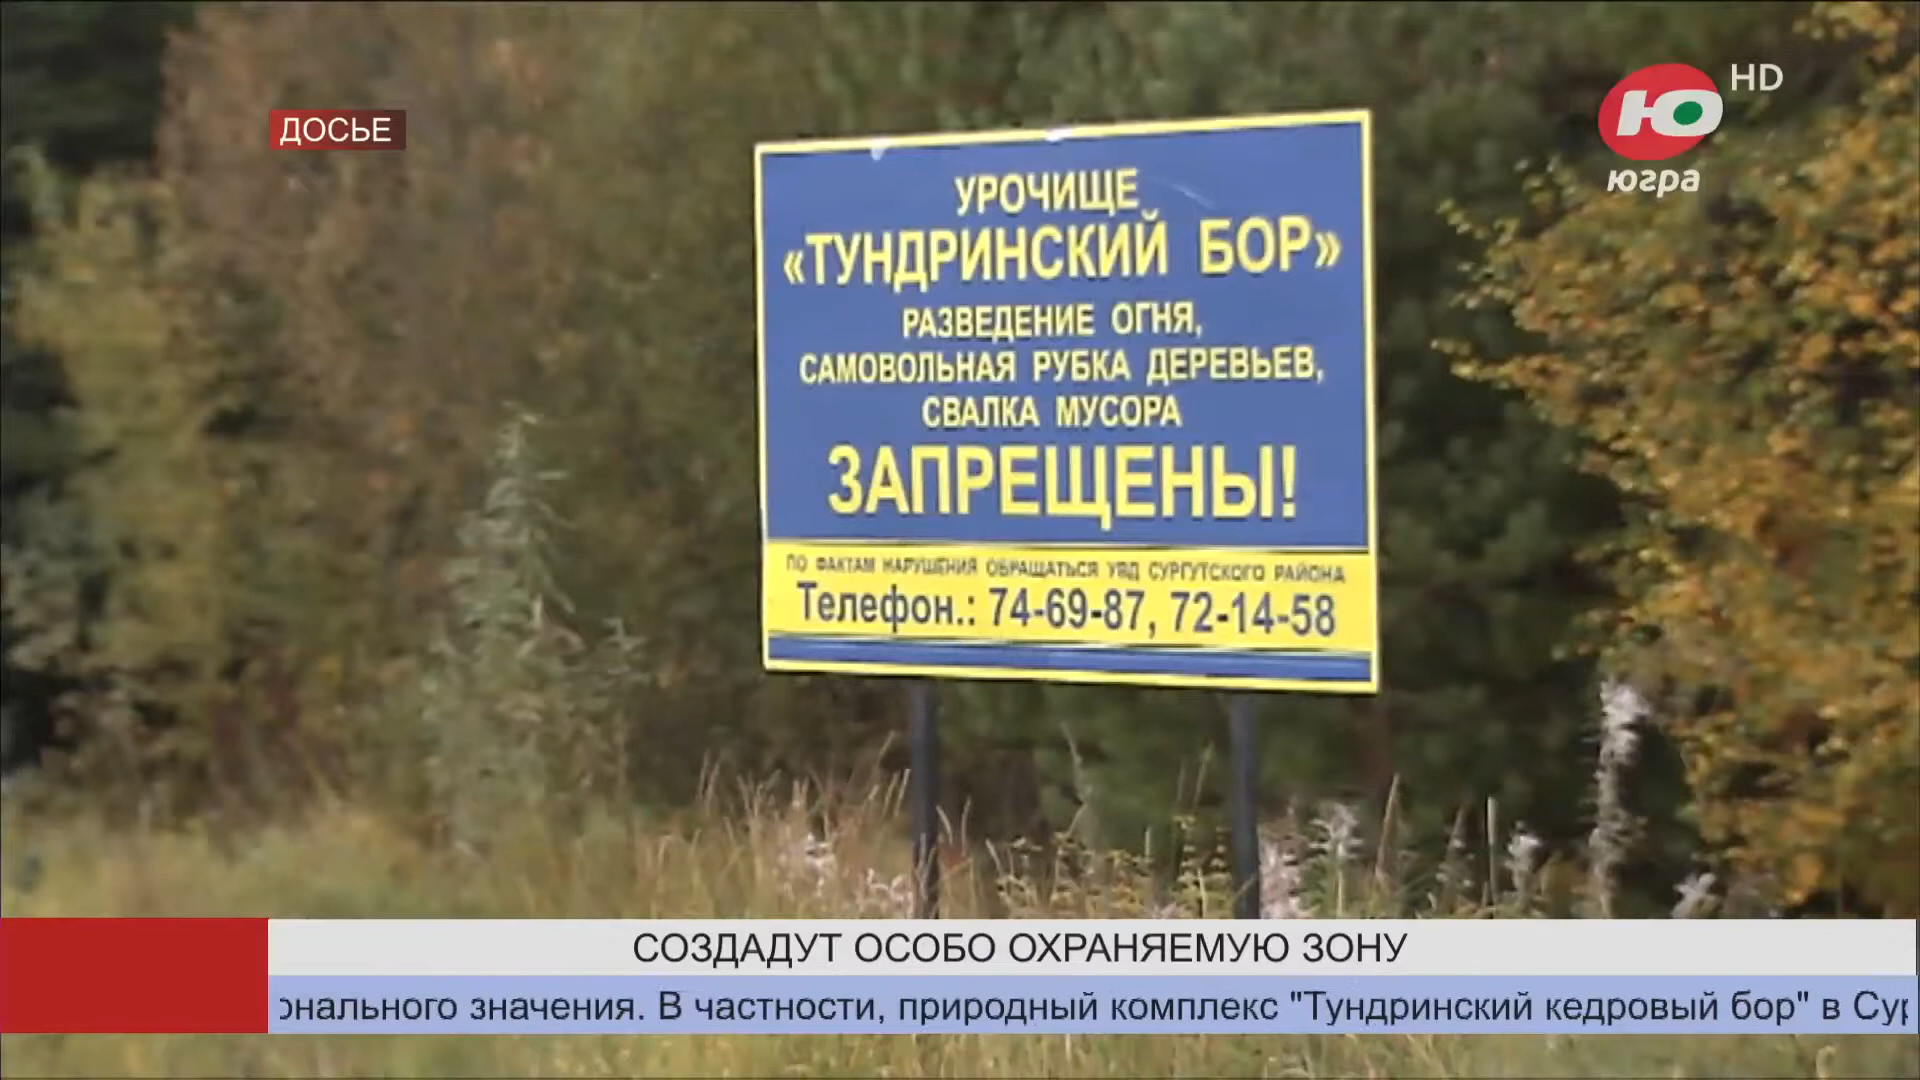 ДОСЬЕ
HD
Ю
югра
УРОЧИЩЕ
«ТУНДРИНСКИЙ БОР»
РАЗВЕДЕНИЕ ОГНЯ,
САМОВОЛЬНАЯ РУБКА ДЕРЕВЬЕВ,
СВАЛКА МУСОРА
ЗАПРЕЩЕНЫ!
ПО ФАКТАМ НАРУШЕНИЯ ОБРАЩАТЬСЯ УВД СУРГУТСКОГО РАЙОНА
Телефон.: 74-69-87, 72-14-58
СОЗДАДУТ ОСОБО ОХРАНЯЕМУЮ ЗОНУ
онального значения. В частности, природный комплекс "Тундринский кедровый бор" в Сур